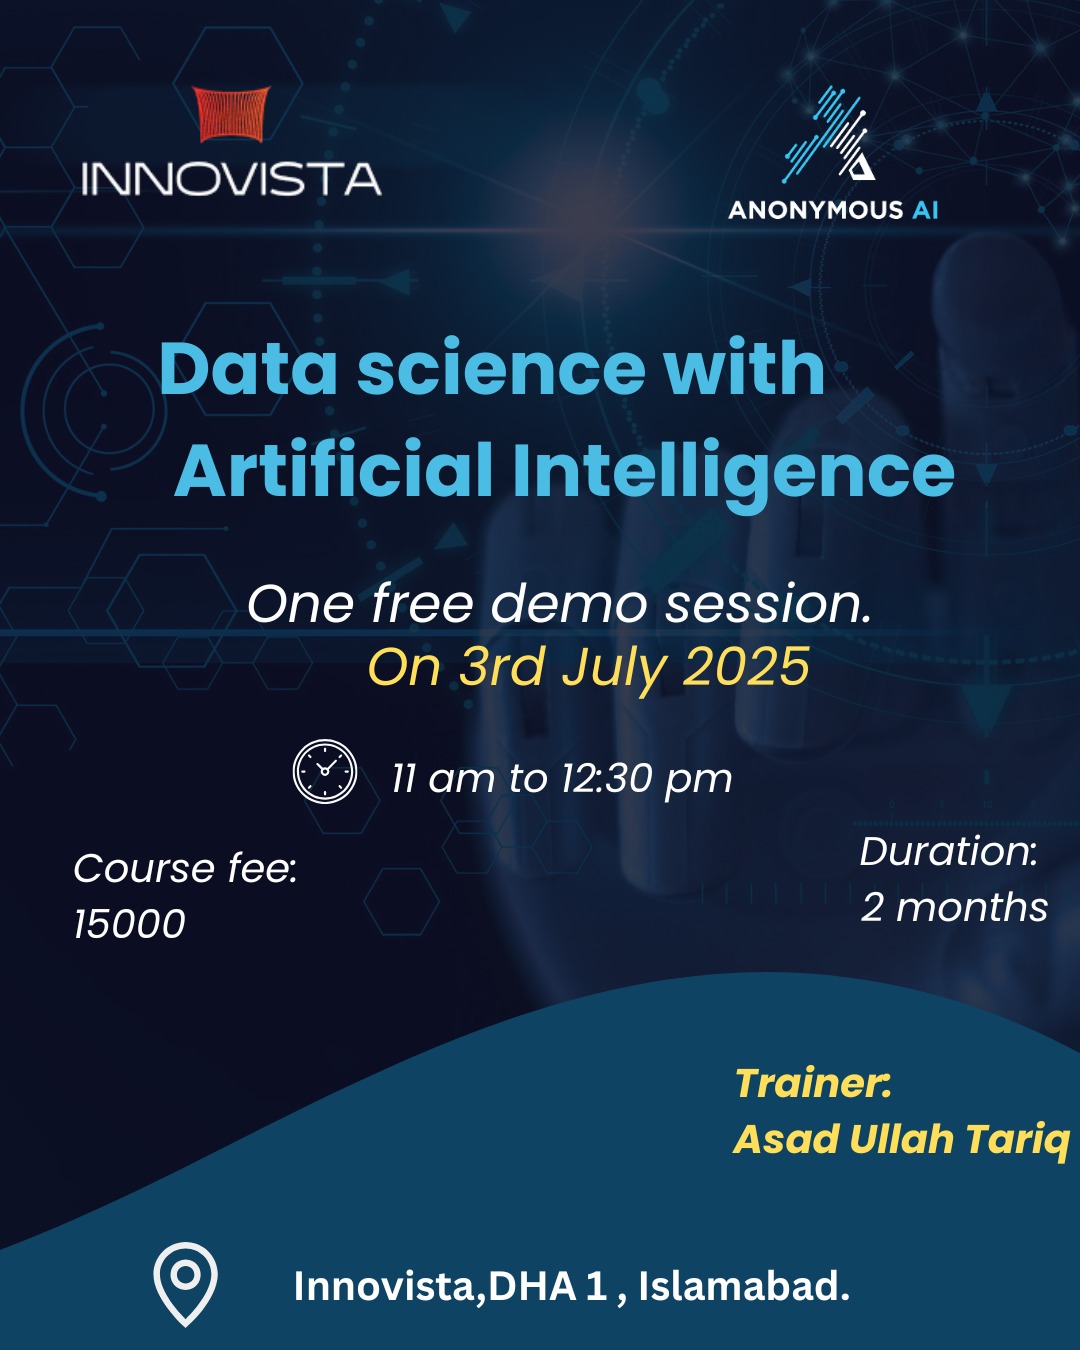 INNOVISTA
ANONYMOUS AI
Data science with
Artificial Intelligence
One free demo session.
On 3rd July 2025
11 am to 12:30 pm
Course fee:
15000
Duration:
2 months
Trainer:
Asad Ullah Tariq
Innovista,DHA 1 , Islamabad.